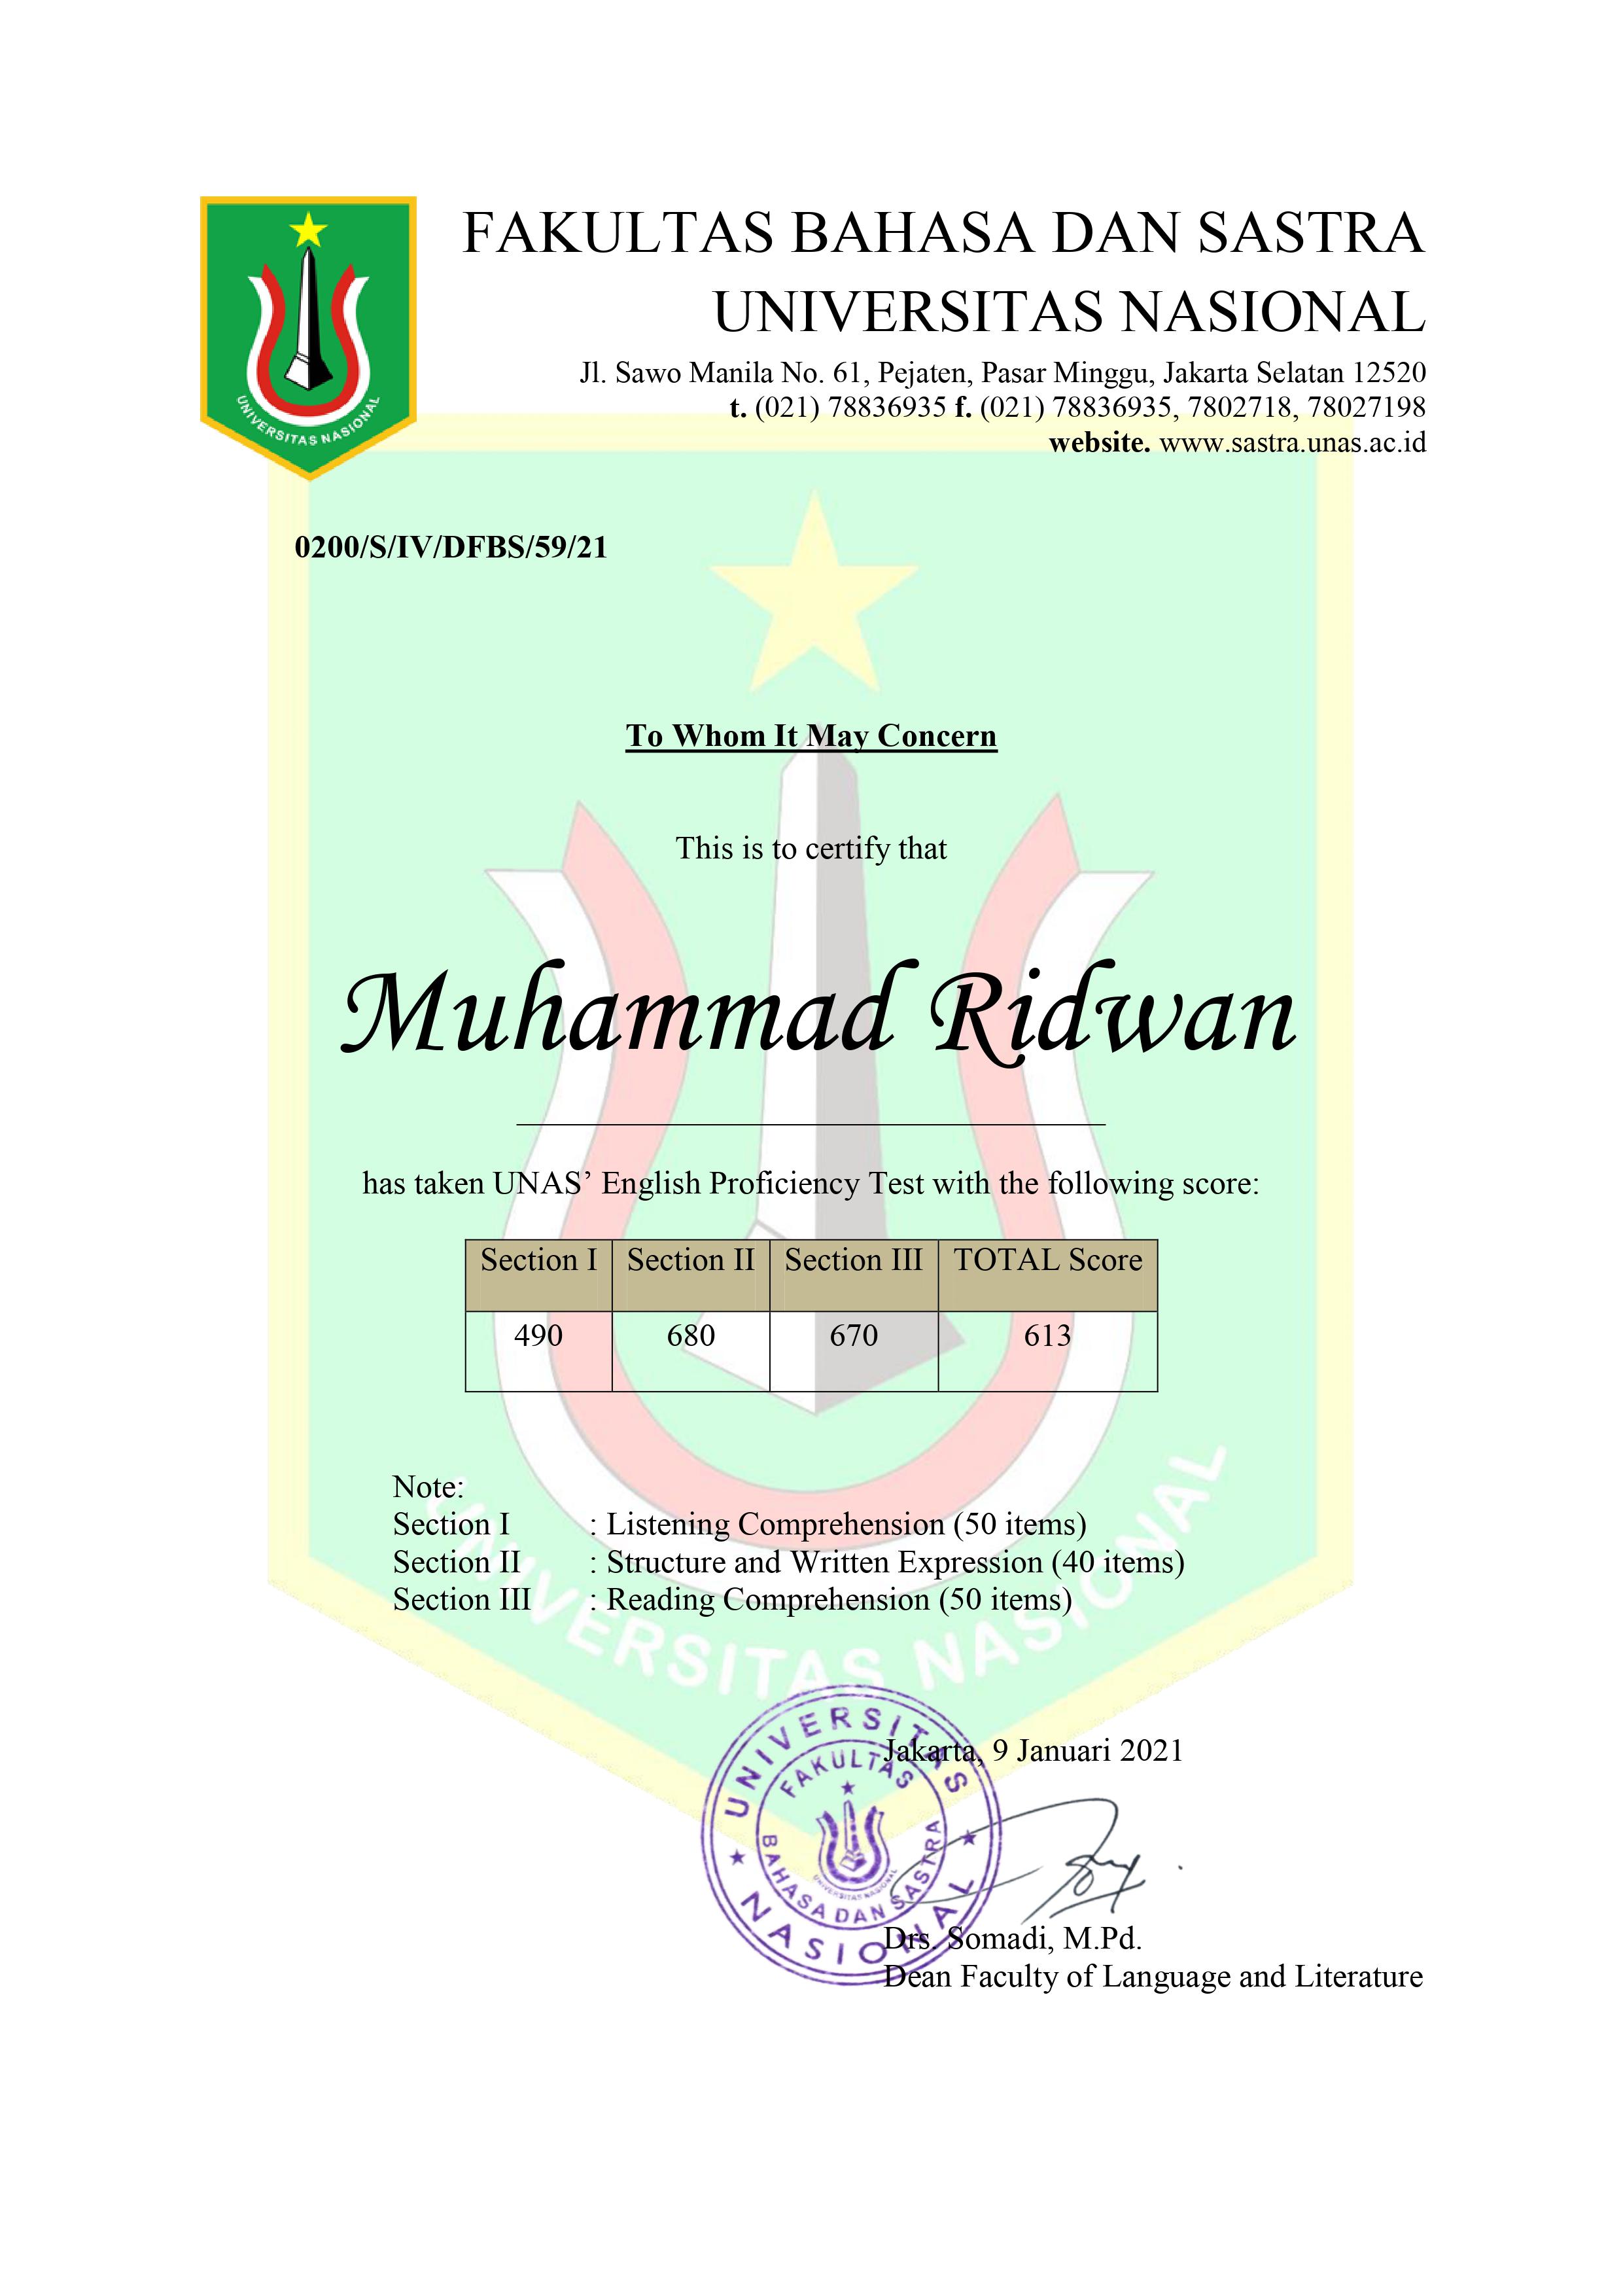 FAKULTAS BAHASA DAN SASTRA
UNIVERSITAS NASIONAL
Jl. Sawo Manila No. 61, Pejaten, Pasar Minggu, Jakarta Selatan 12520
t. (021) 78836935 f. (021) 78836935, 7802718, 78027198
website. www.sastra.unas.ac.id
UNIVERSITAS NASIONAL
0200/S/IV/DFBS/59/21
To Whom It May Concern
This is to certify that
Muhammad Ridwan
has taken UNAS’ English Proficiency Test with the following score:
Section I Section II Section III TOTAL Score
490 680 670 613
Note:
Section I : Listening Comprehension (50 items)
Section II : Structure and Written Expression (40 items)
Section III : Reading Comprehension (50 items)
UNIVERSITAS NASIONAL
Jakarta, 9 Januari 2021
UNIVERSITAS NASIONAL
FAKULTAS BAHASA DAN SASTRA
UNIVERSITAS NASIONAL
Drs. Somadi, M.Pd.
Dean Faculty of Language and Literature